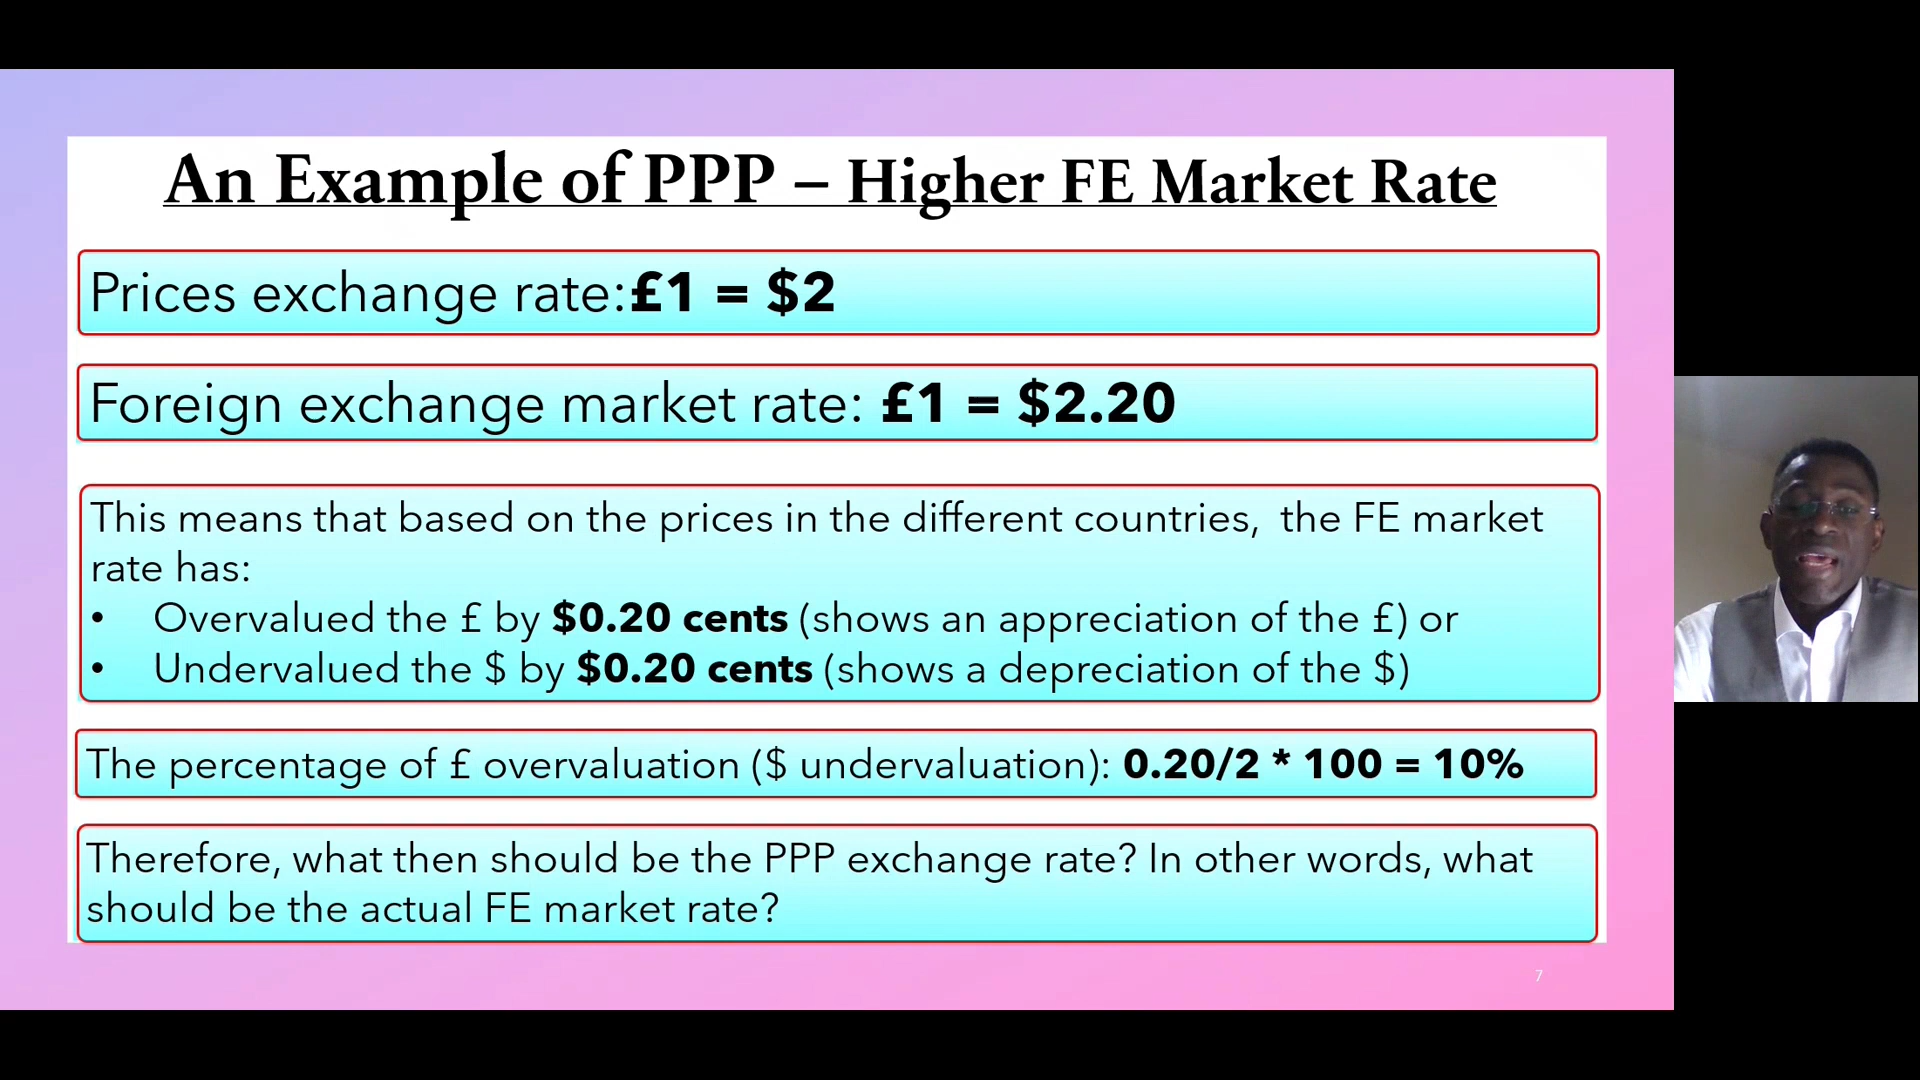 An Example of PPP – Higher FE Market Rate
Prices exchange rate:£1 = $2
Foreign exchange market rate: £1 = $2.20
This means that based on the prices in the different countries, the FE market
rate has:
• Overvalued the £ by $0.20 cents (shows an appreciation of the £) or
• Undervalued the $ by $0.20 cents (shows a depreciation of the $)
The percentage of £ overvaluation ($ undervaluation): 0.20/2 * 100 = 10%
Therefore, what then should be the PPP exchange rate? In other words, what
should be the actual FE market rate?
7